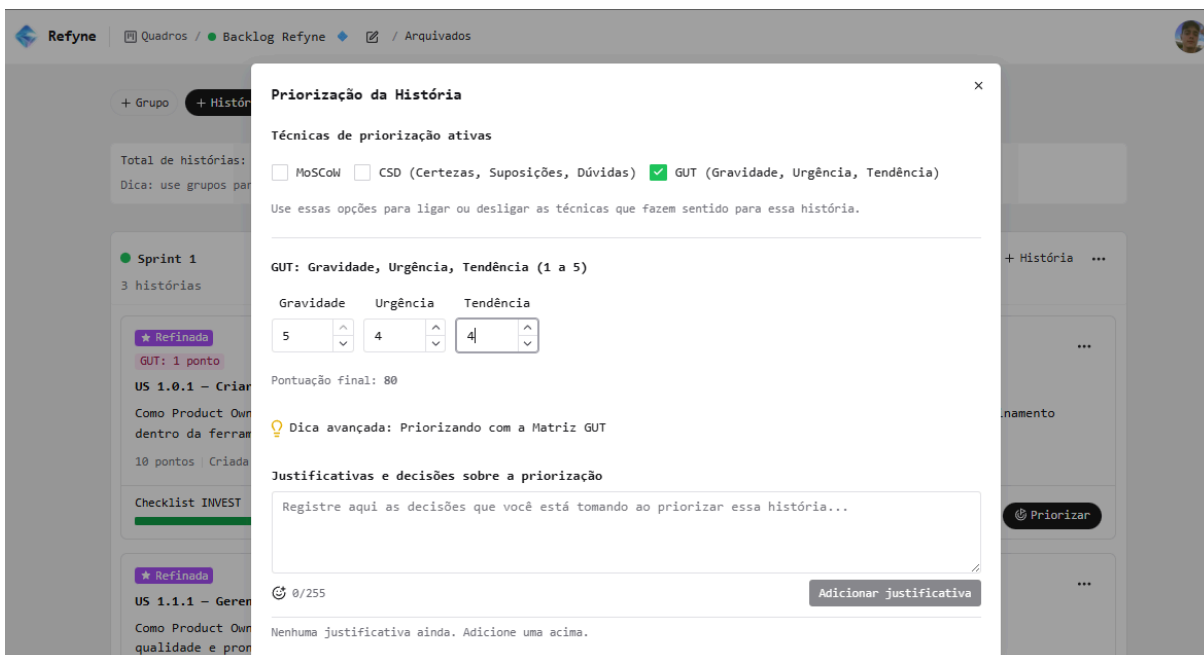 Refyne Quadros / Backlog Refyne / Arquivados
+ Grupo + Histór
Total de histórias:
Dica: use grupos par
Sprint 1 + História ...
3 histórias
★ Refinada ...
GUT: 1 ponto
US 1.0.1 — Criar
Como Product Own namento
dentro da ferram
10 pontos Criada
Checklist INVEST
Priorizar
★ Refinada ...
US 1.1.1 — Geren
Como Product Own
qualidade e pron
Priorização da História ×
Técnicas de priorização ativas
MoSCoW CSD (Certezas, Suposições, Dúvidas) GUT (Gravidade, Urgência, Tendência)
Use essas opções para ligar ou desligar as técnicas que fazem sentido para essa história.
GUT: Gravidade, Urgência, Tendência (1 a 5)
Gravidade Urgência Tendência
5 4 4
Pontuação final: 80
Dica avançada: Priorizando com a Matriz GUT
Justificativas e decisões sobre a priorização
Registre aqui as decisões que você está tomando ao priorizar essa história...
0/255 Adicionar justificativa
Nenhuma justificativa ainda. Adicione uma acima.